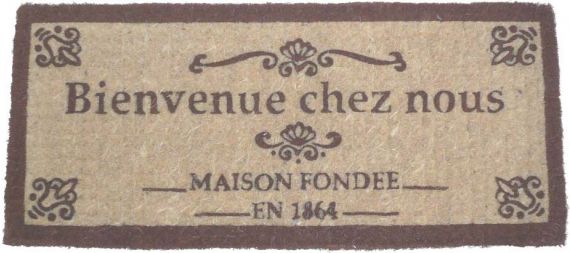 Bienvenue chez nous
MAISON FONDEE
EN 1864